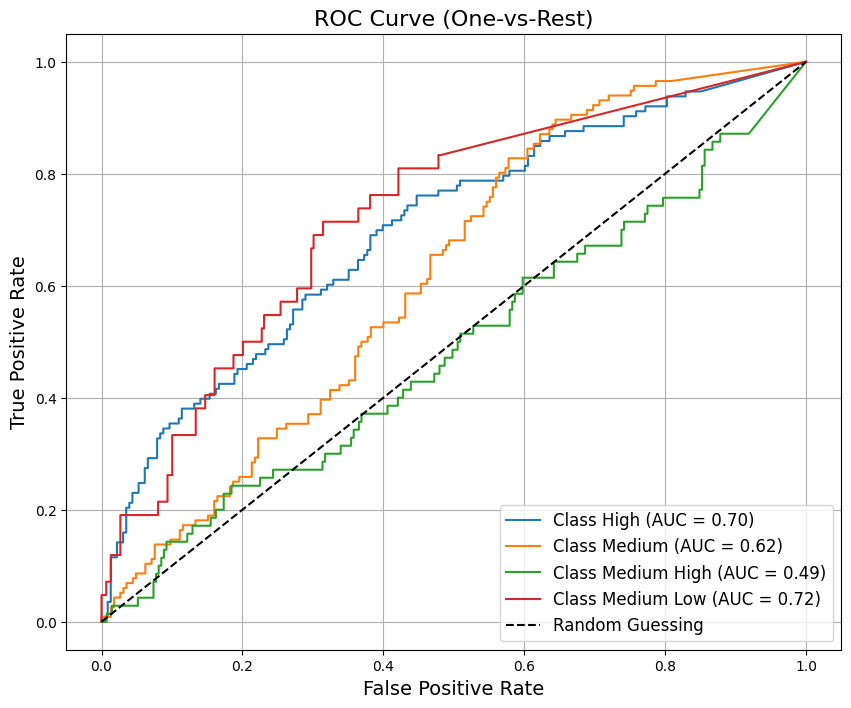 ROC Curve (One-vs-Rest)
True Positive Rate
1.0
0.8
0.6
0.4
0.2
0.0
0.0 0.2 0.4 0.6 0.8 1.0
False Positive Rate
Class High (AUC = 0.70)
Class Medium (AUC = 0.62)
Class Medium High (AUC = 0.49)
Class Medium Low (AUC = 0.72)
Random Guessing